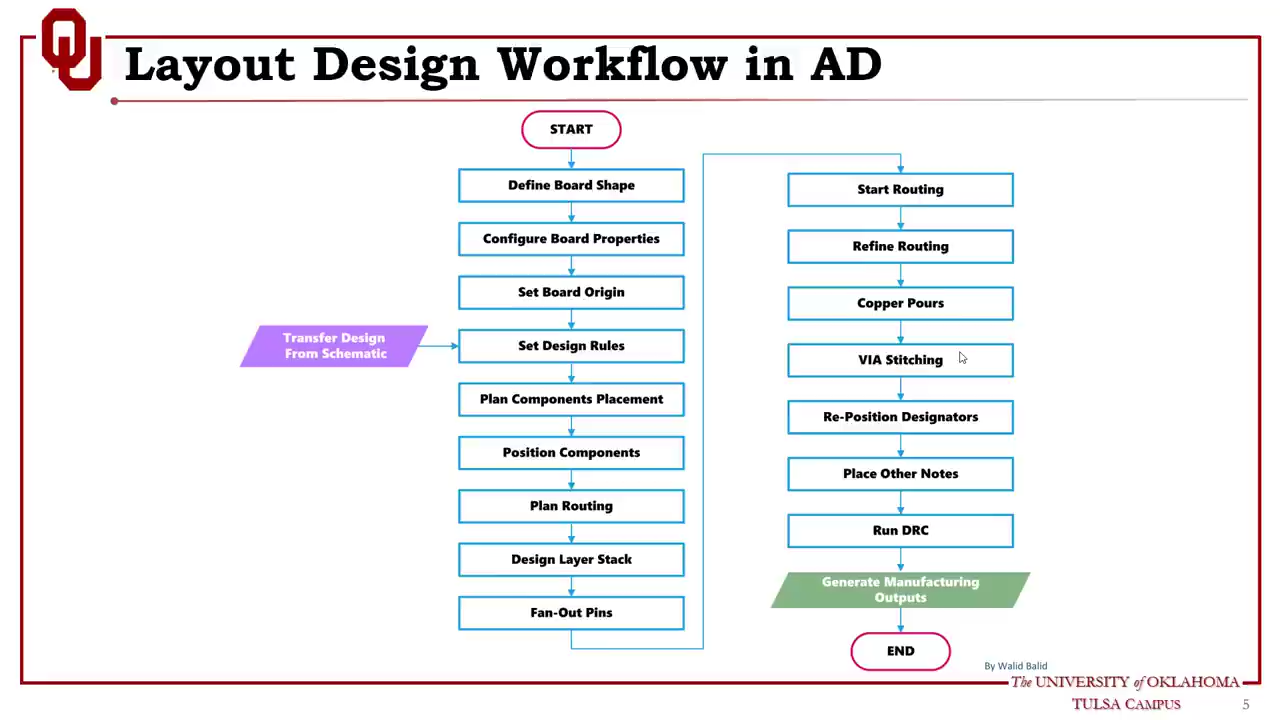 OU
Layout Design Workflow in AD
START
Define Board Shape
Configure Board Properties
Set Board Origin
Transfer Design
From Schematic
Set Design Rules
Plan Components Placement
Position Components
Plan Routing
Design Layer Stack
Fan-Out Pins
Start Routing
Refine Routing
Copper Pours
VIA Stitching
Re-Position Designators
Place Other Notes
Run DRC
Generate Manufacturing
Outputs
END
By Walid Balid
The UNIVERSITY of OKLAHOMA
TULSA CAMPUS
5